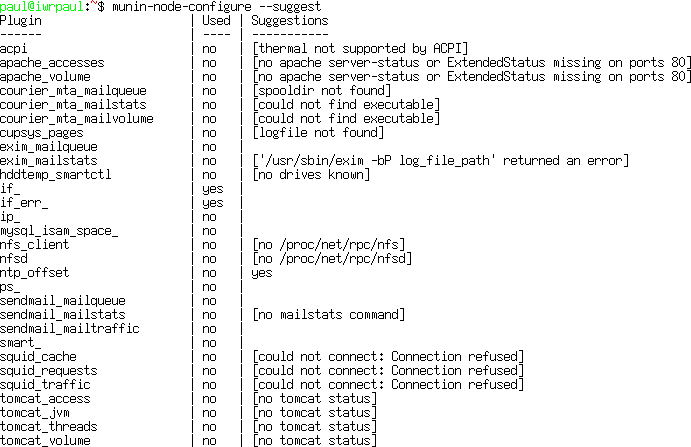 paul@iwrpaul:~$ munin-node-configure --suggest
Plugin                     | Used | Suggestions
------                     | ---- | -----------
acpi                       | no   | [thermal not supported by ACPI]
apache_accesses            | no   | [no apache server-status or ExtendedStatus missing on ports 80]
apache_volume              | no   | [no apache server-status or ExtendedStatus missing on ports 80]
courier_mta_mailqueue      | no   | [spooldir not found]
courier_mta_mailstats      | no   | [could not find executable]
courier_mta_mailvolume     | no   | [could not find executable]
cupsys_pages               | no   | [logfile not found]
exim_mailqueue             | no   |
exim_mailstats             | no   | ['/usr/sbin/exim -bP log_file_path' returned an error]
hddtemp_smartctl           | no   | [no drives known]
if_                        | yes  |
if_err_                    | yes  |
ip_                        | no   |
mysql_isam_space_          | no   |
nfs_client                 | no   | [no /proc/net/rpc/nfs]
nfsd                       | no   | [no /proc/net/rpc/nfsd]
ntp_offset                 | no   | yes
ps_                        | no   |
sendmail_mailqueue         | no   |
sendmail_mailstats         | no   | [no mailstats command]
sendmail_mailtraffic       | no   |
smart_                     | no   |
squid_cache                | no   | [could not connect: Connection refused]
squid_requests             | no   | [could not connect: Connection refused]
squid_traffic              | no   | [could not connect: Connection refused]
tomcat_access              | no   | [no tomcat status]
tomcat_jvm                 | no   | [no tomcat status]
tomcat_threads             | no   | [no tomcat status]
tomcat_volume              | no   | [no tomcat status]